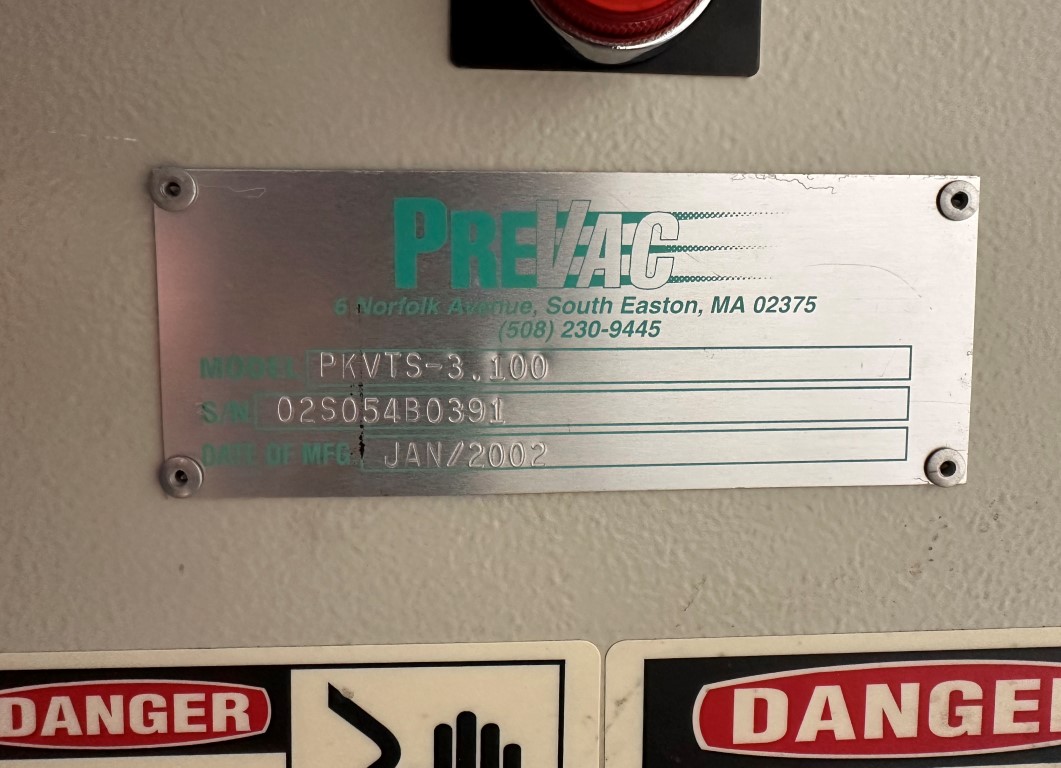 PREVAC
6 Norfolk Avenue, South Easton, MA 02375
(508) 230-9445
MODEL PKVTS-3.100
S/N 02S054B0391
DATE OF MFG. JAN/2002
DANGER
DANGER